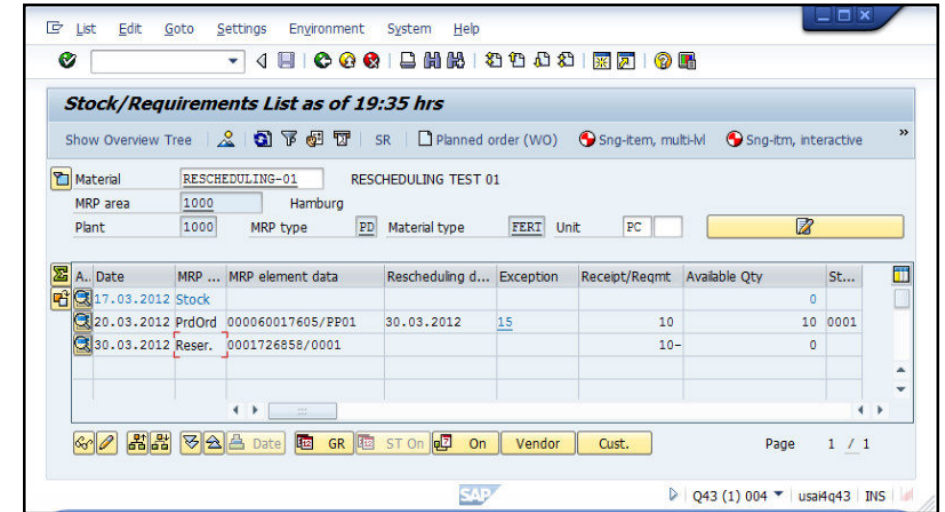 List Edit Goto Settings Environment System Help
Stock/Requirements List as of 19:35 hrs
Show Overview Tree SR Planned order (WO) Sng-item, multi-lvl Sng-itm, interactive »
Material RESCHEDULING-01 RESCHEDULING TEST 01
MRP area 1000 Hamburg
Plant 1000 MRP type PD Material type FERT Unit PC
A.. Date MRP ... MRP element data Rescheduling d... Exception Receipt/Reqmt Available Qty St...
17.03.2012 Stock 0
20.03.2012 PrdOrd 000060017605/PP01 30.03.2012 15 10 10 0001
30.03.2012 Reser. 0001726858/0001 10- 0
Date GR ST On On Vendor Cust. Page 1 / 1
SAP Q43 (1) 004 usai4q43 INS